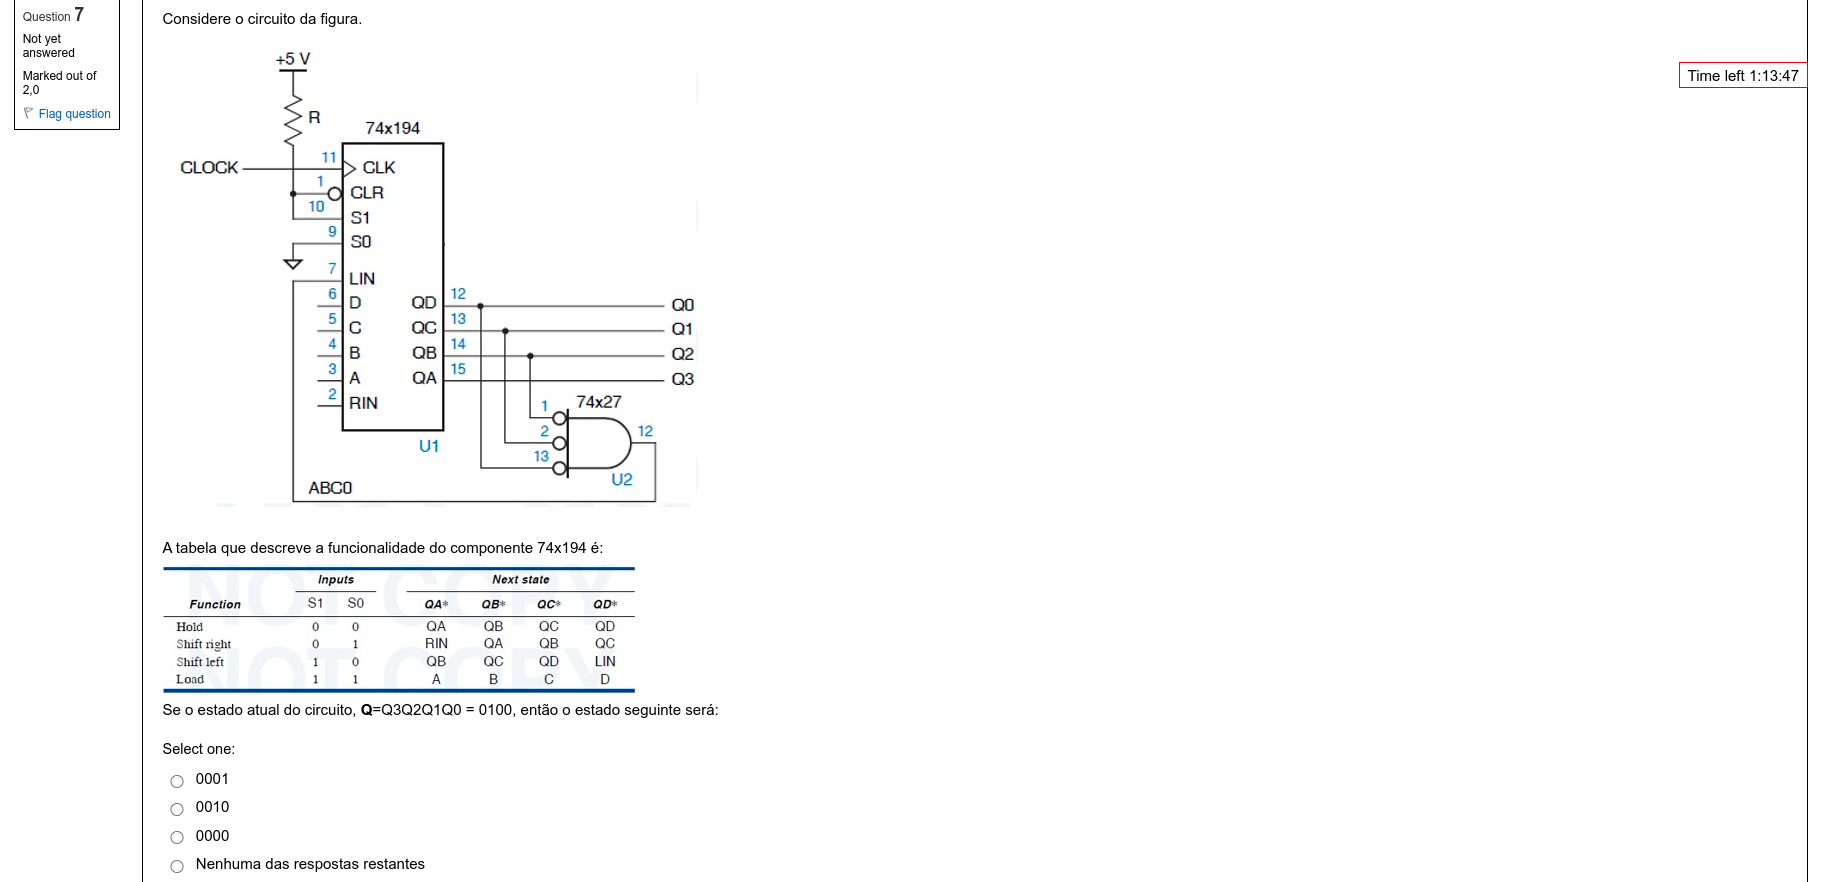 Question 7
Not yet
answered
Marked out of
2,0
Flag question
Considere o circuito da figura.
Time left 1:13:47
+5 V
R
74x194
CLOCK
11
CLK
1
CLR
10
S1
9
S0
7
LIN
6
D
QD
12
Q0
5
C
QC
13
Q1
4
B
QB
14
Q2
3
A
QA
15
Q3
2
RIN
74x27
1
2
12
13
U1
U2
ABC0
A tabela que descreve a funcionalidade do componente 74x194 é:
NOT COPY
NOT COPY
Inputs Next state
Function S1 S0 QA* QB* QC* QD*
Hold 0 0 QA QB QC QD
Shift right 0 1 RIN QA QB QC
Shift left 1 0 QB QC QD LIN
Load 1 1 A B C D
Se o estado atual do circuito, Q=Q3Q2Q1Q0 = 0100, então o estado seguinte será:
Select one:
0001
0010
0000
Nenhuma das respostas restantes